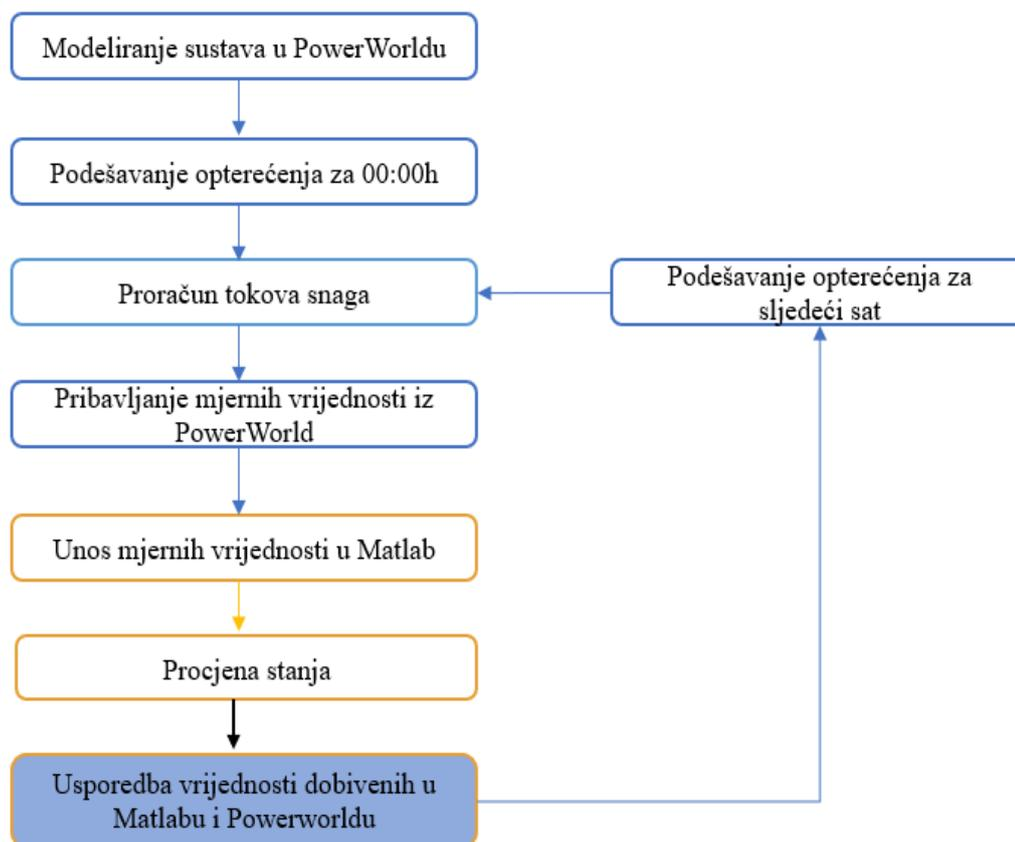 Modeliranje sustava u PowerWorldu
Podešavanje opterećenja za 00:00h
Proračun tokova snaga
Podešavanje opterećenja za
sljedeći sat
Pribavljanje mjernih vrijednosti iz
PowerWorld
Unos mjernih vrijednosti u Matlab
Procjena stanja
Usporedba vrijednosti dobivenih u
Matlabu i Powerworldu